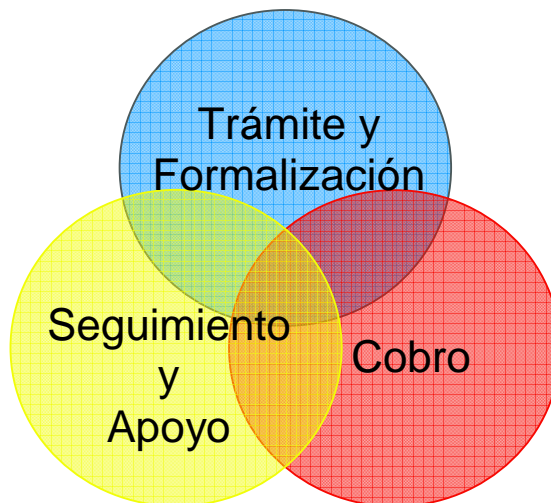 Trámite y
Formalización
Seguimiento
y
Apoyo
Cobro